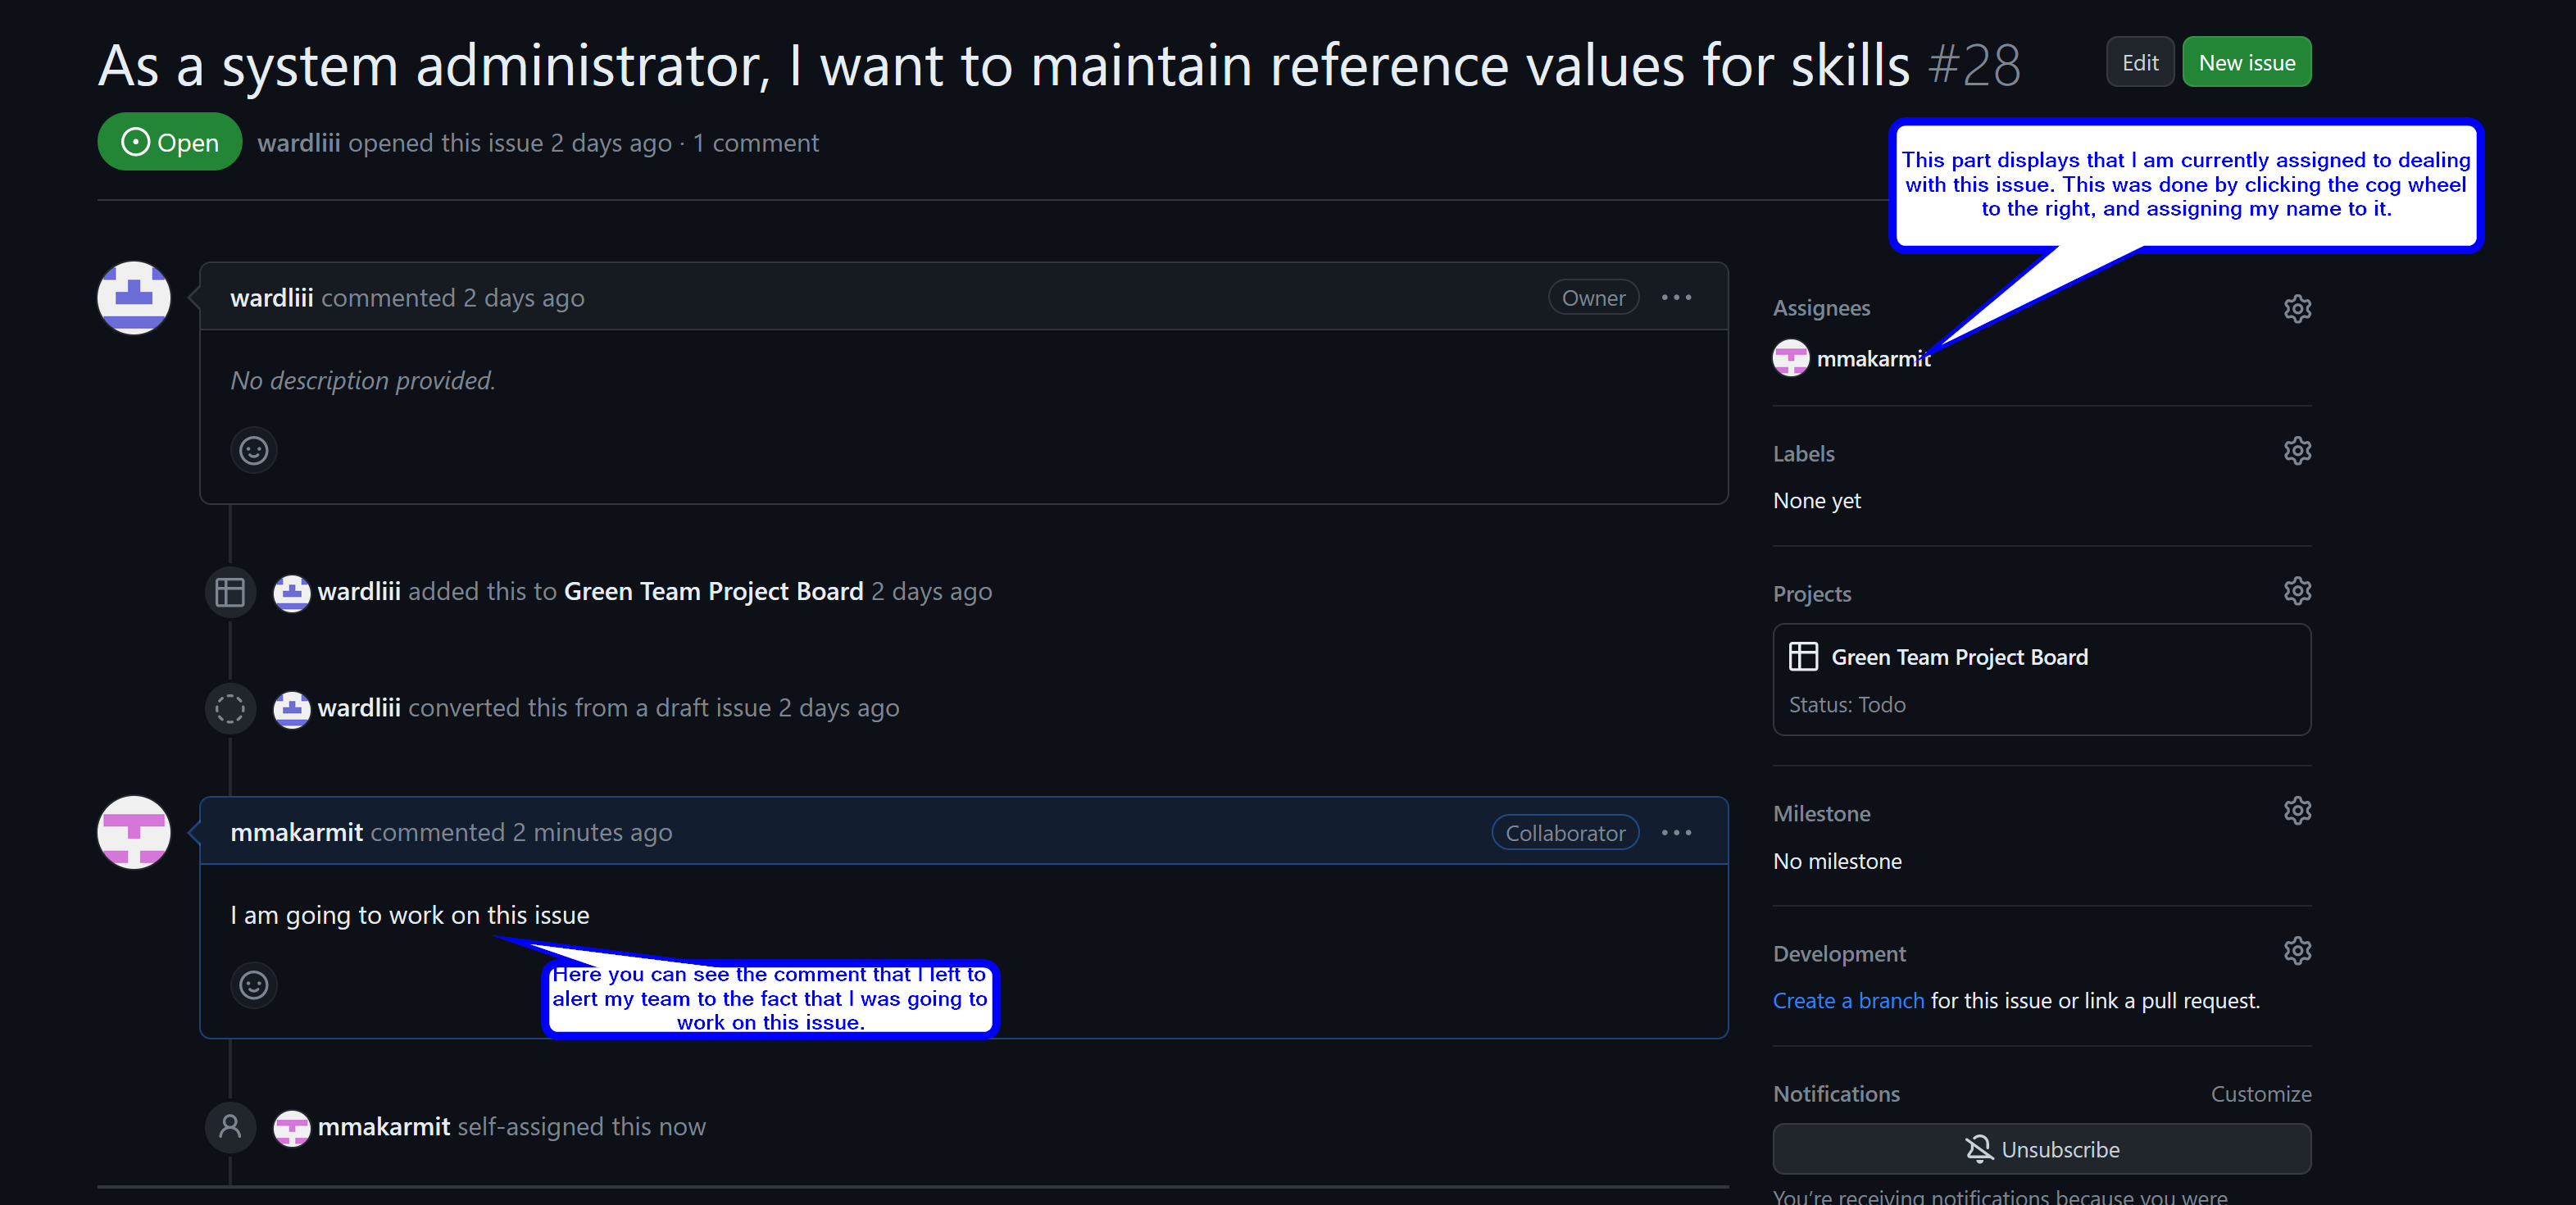 As a system administrator, I want to maintain reference values for skills #28
Edit
New issue
Open
wardliii opened this issue 2 days ago · 1 comment
This part displays that I am currently assigned to dealing
with this issue. This was done by clicking the cog wheel
to the right, and assigning my name to it.
wardliii commented 2 days ago
Owner
No description provided.
wardliii added this to Green Team Project Board 2 days ago
wardliii converted this from a draft issue 2 days ago
mmakarmit commented 2 minutes ago
Collaborator
I am going to work on this issue
Here you can see the comment that I left to
alert my team to the fact that I was going to
work on this issue.
mmakarmit self-assigned this now
Assignees
mmakarmit
Labels
None yet
Projects
Green Team Project Board
Status: Todo
Milestone
No milestone
Development
Create a branch for this issue or link a pull request.
Notifications
Customize
Unsubscribe
You're receiving notifications because you were